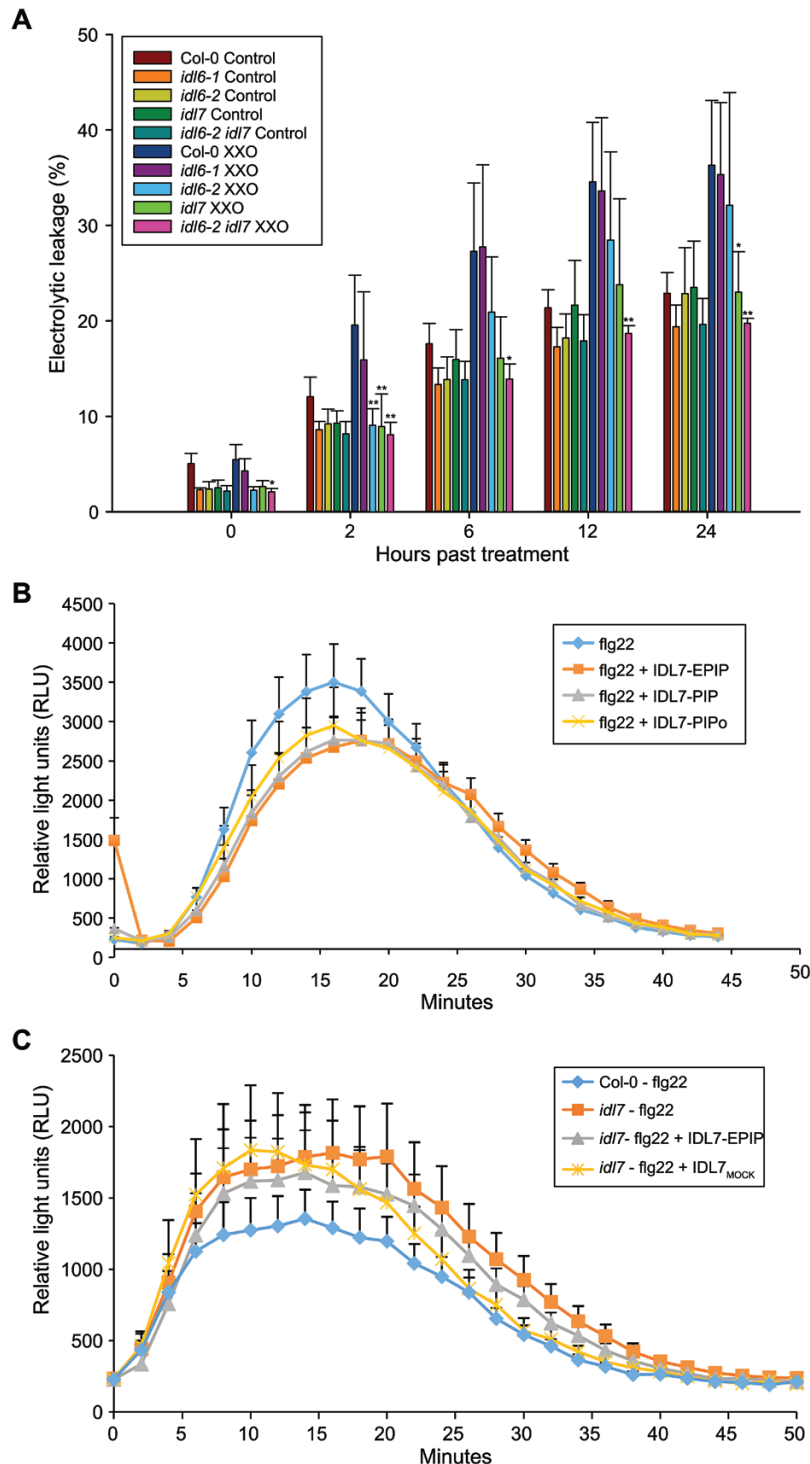 A
Electrolytic leakage (%)
50
40
30
20
10
0
Col-0 Control
idl6-1 Control
idl6-2 Control
idl7 Control
idl6-2 idl7 Control
Col-0 XXO
idl6-1 XXO
idl6-2 XXO
idl7 XXO
idl6-2 idl7 XXO
*
**
**
**
*
**
*
**
0 2 6 12 24
Hours past treatment
B
Relative light units (RLU)
4500
4000
3500
3000
2500
2000
1500
1000
500
0
flg22
flg22 + IDL7-EPIP
flg22 + IDL7-PIP
flg22 + IDL7-PIPo
0 5 10 15 20 25 30 35 40 45 50
Minutes
C
Relative light units (RLU)
2500
2000
1500
1000
500
0
Col-0 - flg22
idl7 - flg22
idl7- flg22 + IDL7-EPIP
idl7 - flg22 + IDL7MOCK
0 5 10 15 20 25 30 35 40 45 50
Minutes